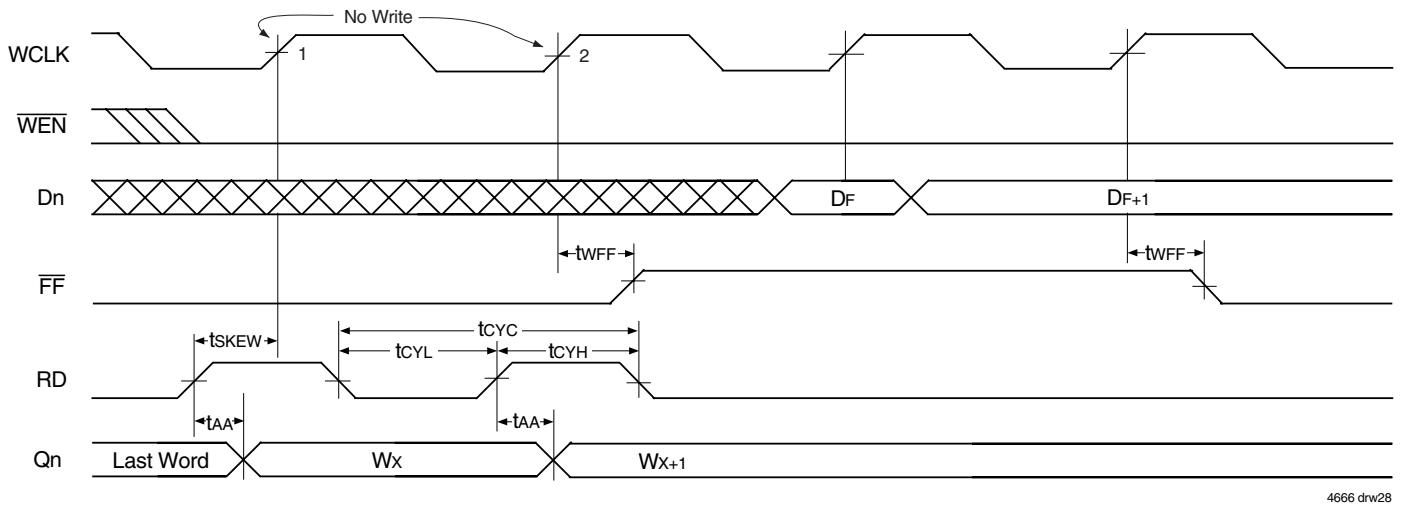 No Write
WCLK 1 2
WEN
Dn DF DF+1
tWFF tWFF
FF
tSKEW tCYC
tCYL tCYH
RD
tAA tAA
Qn Last Word WX WX+1
4666 drw28